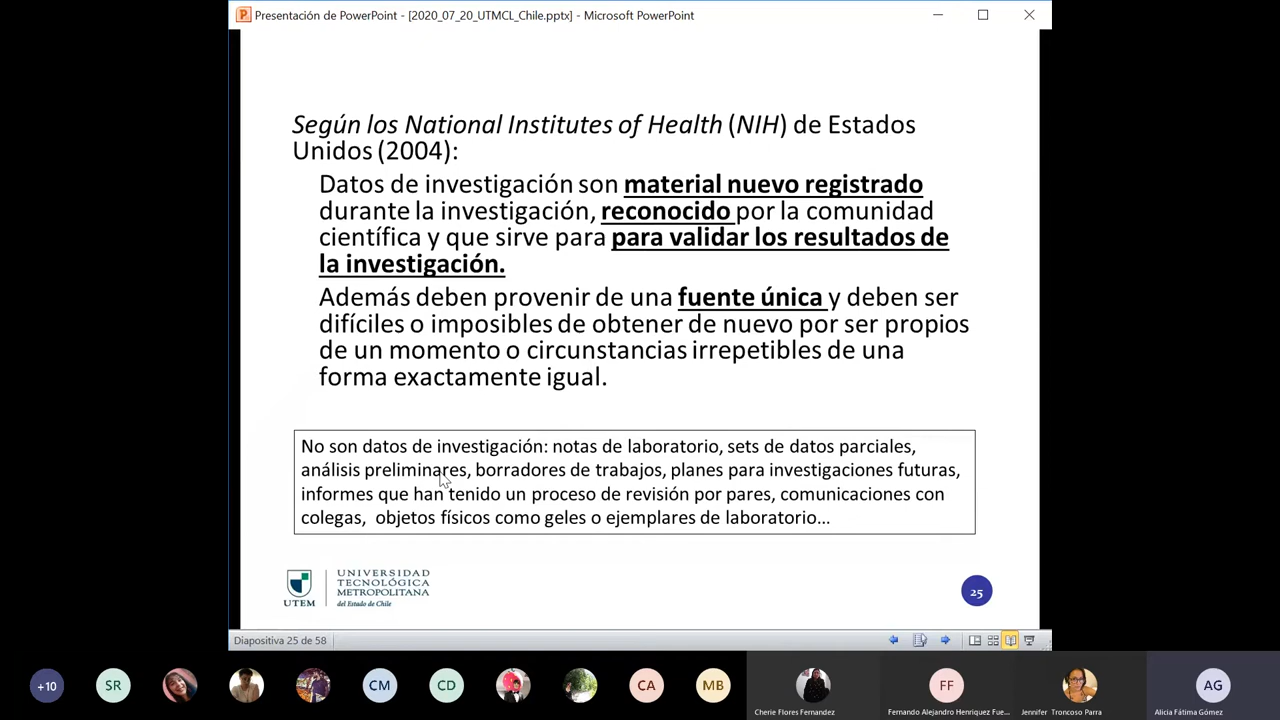 Presentación de PowerPoint - [2020_07_20_UTMCL_Chile.pptx] - Microsoft PowerPoint
Según los National Institutes of Health (NIH) de Estados
Unidos (2004):
Datos de investigación son material nuevo registrado
durante la investigación, reconocido por la comunidad
científica y que sirve para para validar los resultados de
la investigación.
Además deben provenir de una fuente única y deben ser
difíciles o imposibles de obtener de nuevo por ser propios
de un momento o circunstancias irrepetibles de una
forma exactamente igual.
No son datos de investigación: notas de laboratorio, sets de datos parciales,
análisis preliminares, borradores de trabajos, planes para investigaciones futuras,
informes que han tenido un proceso de revisión por pares, comunicaciones con
colegas, objetos físicos como geles o ejemplares de laboratorio...
UTEM
UNIVERSIDAD
TECNOLÓGICA
METROPOLITANA
del Estado de Chile
25
Diapositiva 25 de 58
+10
SR
CM
CD
CA
MB
FF
AG
Cherie Flores Fernandez
Fernando Alejandro Henriquez Fue...
Jennifer Troncoso Parra
Alicia Fátima Gómez